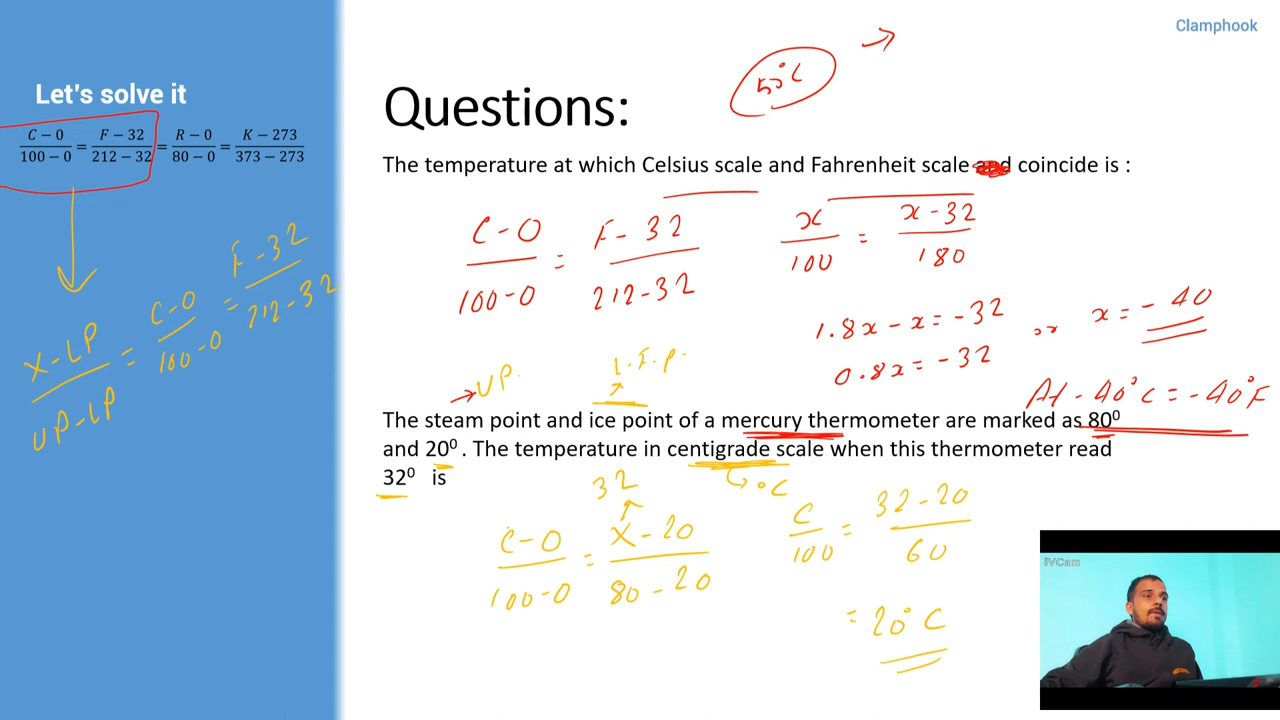 Clamphook
Let's solve it
C − 0 / 100 − 0 = F − 32 / 212 − 32 = R − 0 / 80 − 0 = K − 273 / 373 − 273
X - LP / UP - LP = C - 0 / 100 - 0 = F - 32 / 212 - 32
50°C →
Questions:
The temperature at which Celsius scale and Fahrenheit scale and coincide is :
C - 0 / 100 - 0 = F - 32 / 212 - 32
x / 100 = x - 32 / 180
1.8x - x = -32
0.8x = -32
or x = -40
At -40°C = -40°F
→ UP.
L.F.P.
The steam point and ice point of a mercury thermometer are marked as 80⁰
and 20⁰ . The temperature in centigrade scale when this thermometer read
32⁰ is
°C
32
C - 0 / 100 - 0 = X - 20 / 80 - 20
C / 100 = 32 - 20 / 60
= 20°C
iVCam